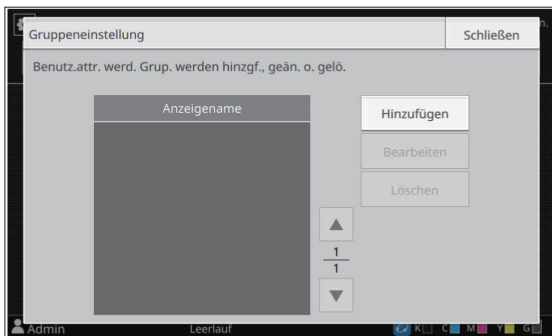 Gruppeneinstellung
Schließen
n.
Benutz.attr. werd. Grup. werden hinzgf., geän. o. gelö.
Anzeigename
Hinzufügen
Bearbeiten
Löschen
1
1
Admin
Leerlauf
K
C
M
Y
G